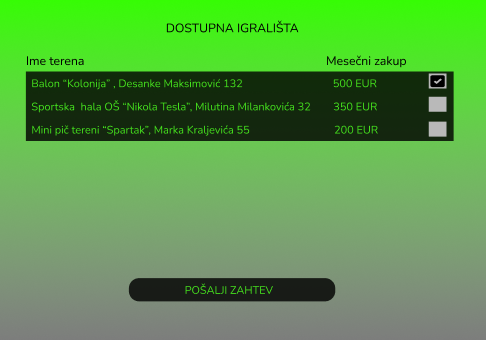 DOSTUPNA IGRALIŠTA
Ime terena Mesečni zakup
Balon “Kolonija” , Desanke Maksimović 132 500 EUR
Sportska hala OŠ “Nikola Tesla”, Milutina Milankovića 32 350 EUR
Mini pič tereni “Spartak”, Marka Kraljevića 55 200 EUR
POŠALJI ZAHTEV